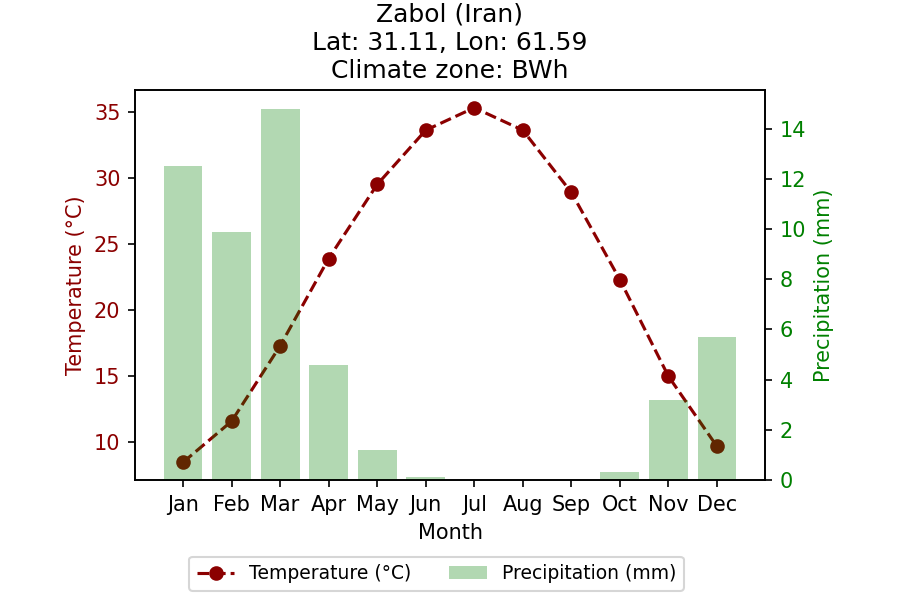 Zabol (Iran)
Lat: 31.11, Lon: 61.59
Climate zone: BWh
35
30
25
20
15
10
Temperature (°C)
14
12
10
8
6
4
2
0
Precipitation (mm)
Jan Feb Mar Apr May Jun Jul Aug Sep Oct Nov Dec
Month
Temperature (°C) Precipitation (mm)